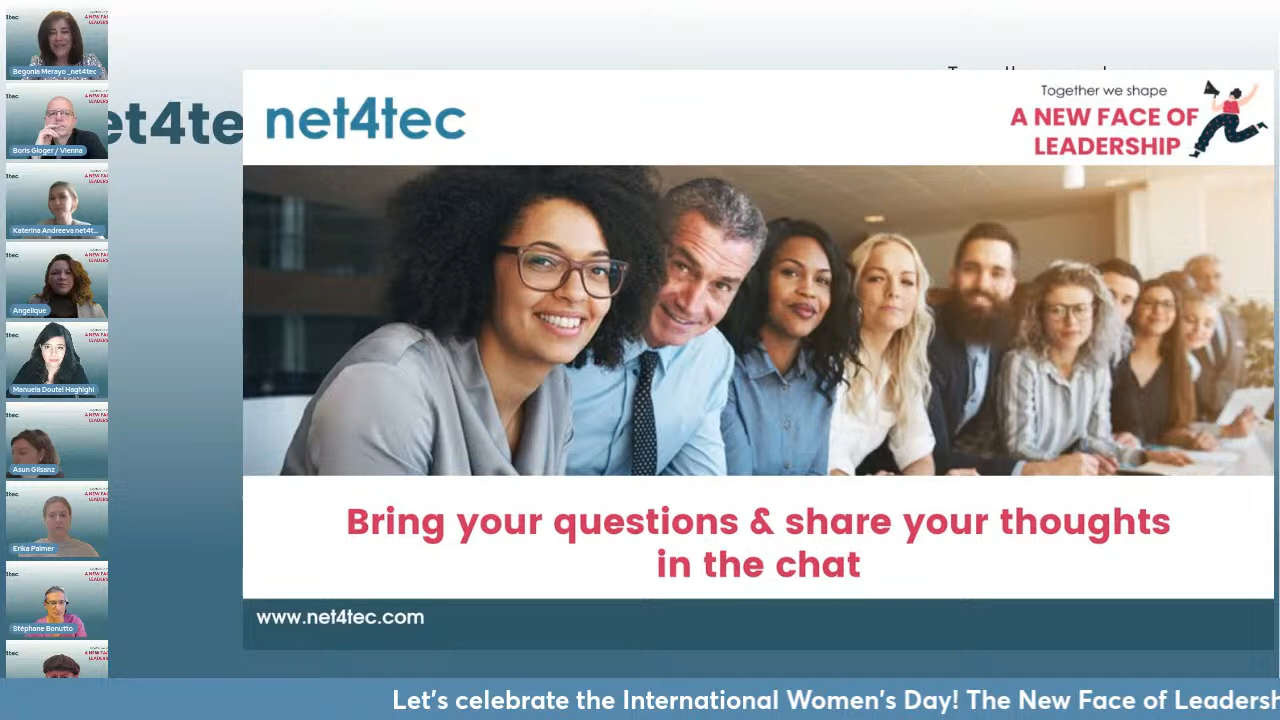 Begonia Merayo _net4tec
Boris Gloger / Vienna
Katerina Andreeva net4t...
Angelique
Manuela Doutel Haghighi
Asun Gilsanz
Erika Palmer
Stéphane Bonutto
et4te
net4tec
Together we shape
A NEW FACE OF
LEADERSHIP
Bring your questions & share your thoughts
in the chat
www.net4tec.com
Let's celebrate the International Women's Day! The New Face of Leadersh